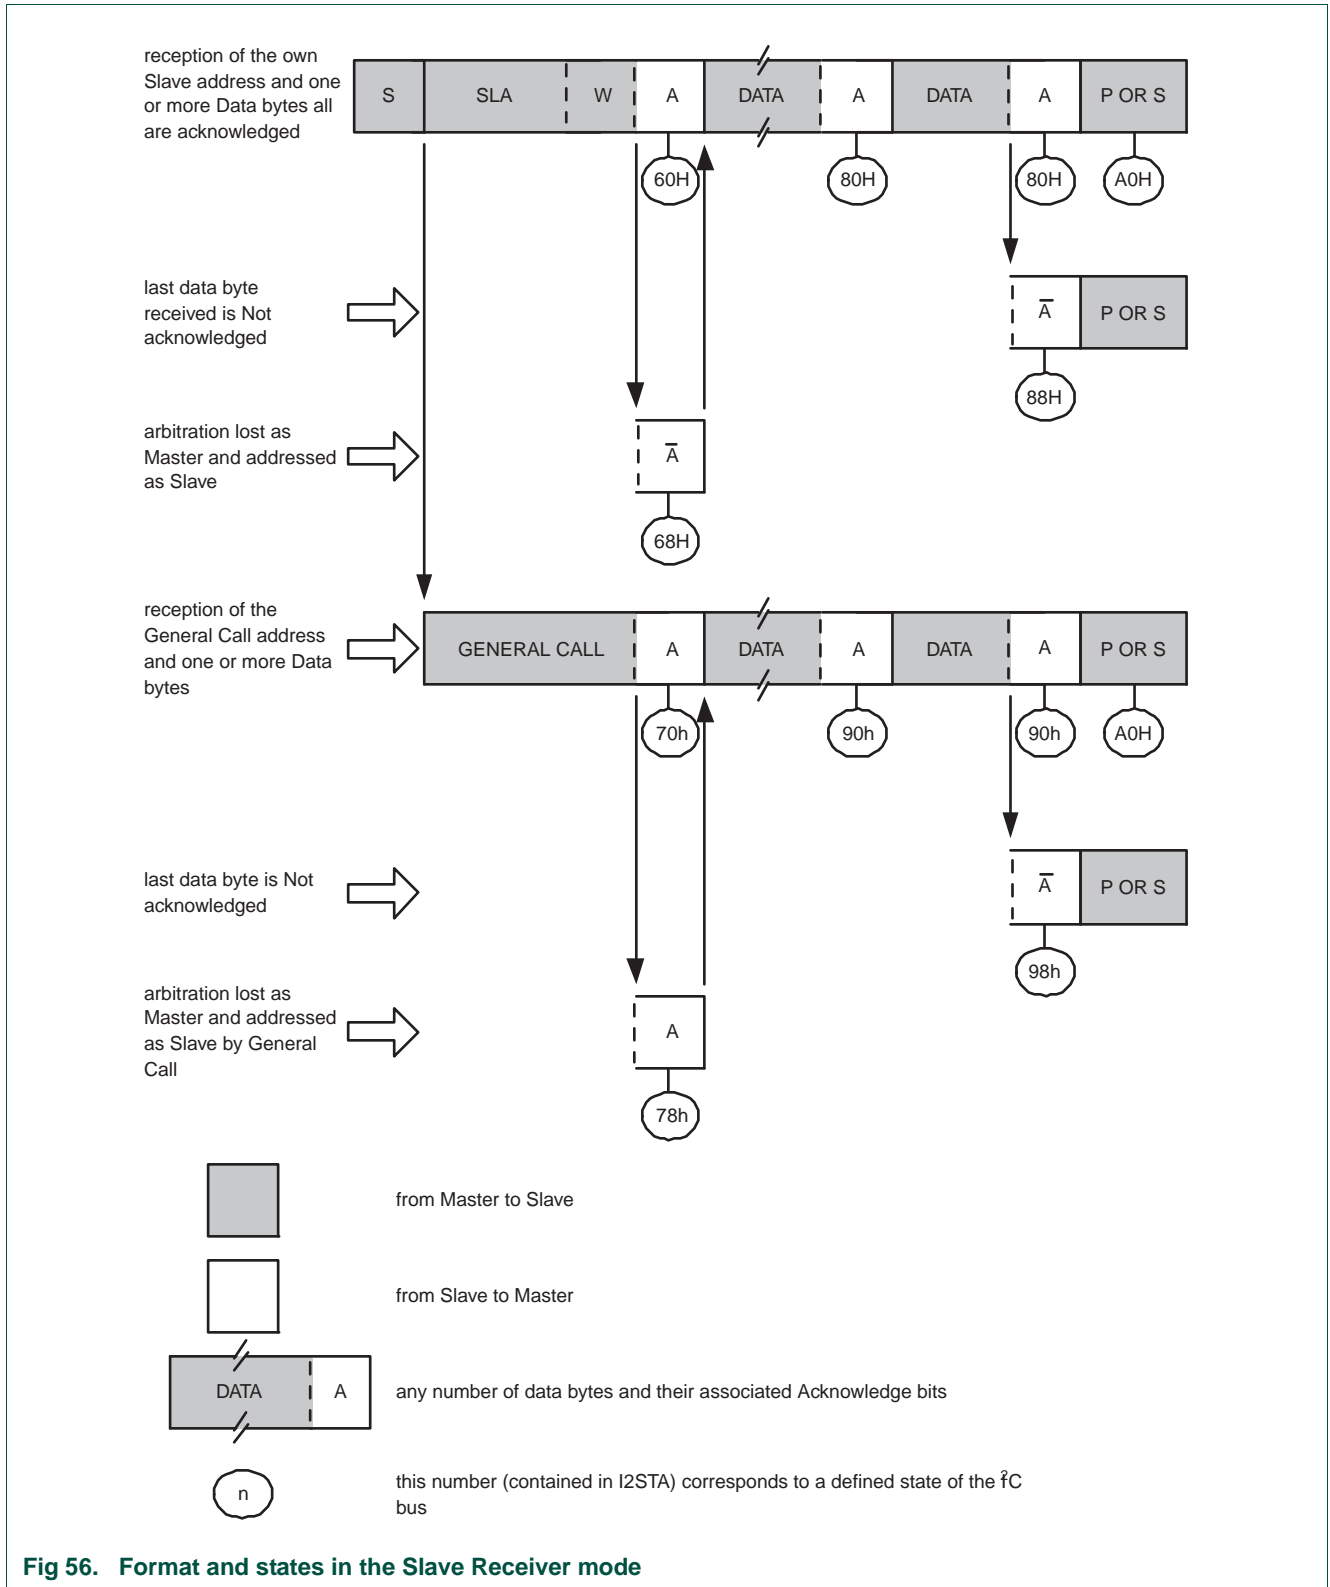 reception of the own
Slave address and one
or more Data bytes all
are acknowledged
S SLA W A DATA A DATA A P OR S
60H 80H 80H A0H
last data byte
received is Not
acknowledged
A̅ P OR S
88H
arbitration lost as
Master and addressed
as Slave
A̅
68H
reception of the
General Call address
and one or more Data
bytes
GENERAL CALL A DATA A DATA A P OR S
70h 90h 90h A0H
last data byte is Not
acknowledged
A̅ P OR S
98h
arbitration lost as
Master and addressed
as Slave by General
Call
A
78h
from Master to Slave
from Slave to Master
DATA A any number of data bytes and their associated Acknowledge bits
n this number (contained in I2STA) corresponds to a defined state of the I²C
bus
Fig 56. Format and states in the Slave Receiver mode